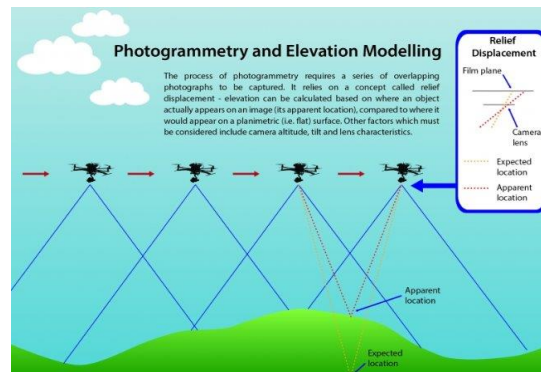 Photogrammetry and Elevation Modelling
The process of photogrammetry requires a series of overlapping
photographs to be captured. It relies on a concept called relief
displacement - elevation can be calculated based on where an object
actually appears on an image (its apparent location), compared to where it
would appear on a planimetric (i.e. flat) surface. Other factors which must
be considered include camera altitude, tilt and lens characteristics.
Relief
Displacement
Film plane
Camera
lens
Expected
location
Apparent
location
Apparent
location
Expected
location